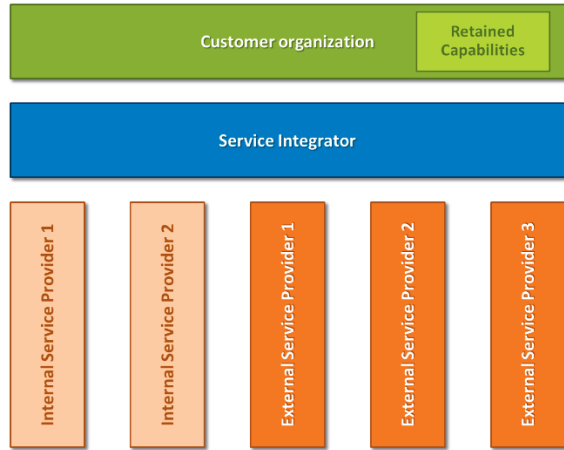 Customer organization
Retained
Capabilities
Service Integrator
Internal Service Provider 1
Internal Service Provider 2
External Service Provider 1
External Service Provider 2
External Service Provider 3